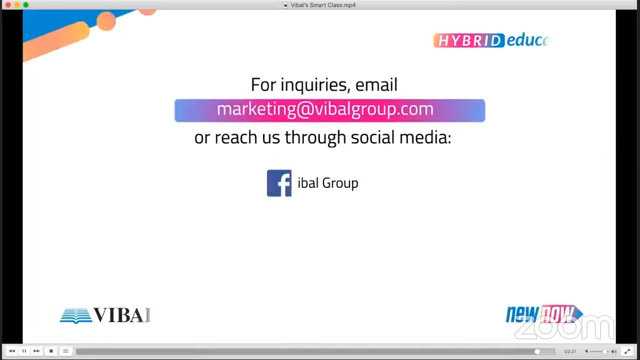 Vibal's Smart Class.mp4
HYBRID educa
For inquiries, email
marketing@vibalgroup.com
or reach us through social media:
f ibal Group
VIBAL
new now
zoom
02:21